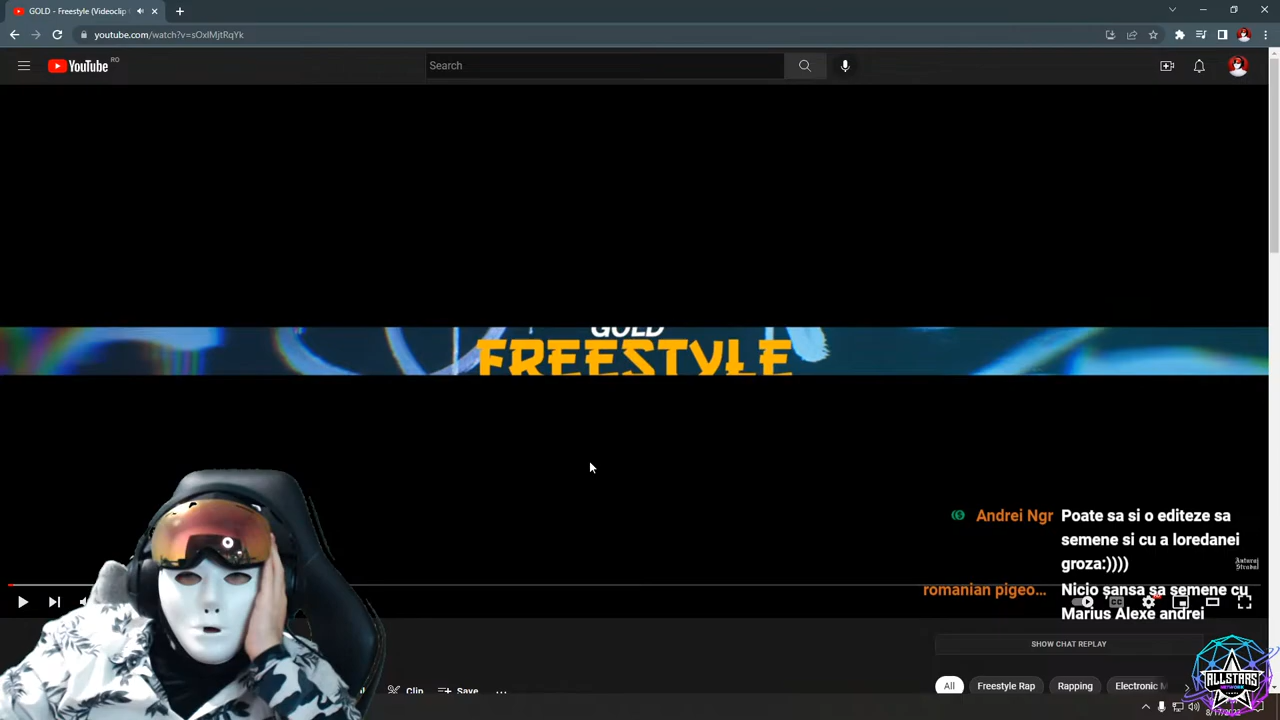 GOLD - Freestyle (Videoclip
youtube.com/watch?v=sOxlMjtRqYk
YouTube RO
Search
GOLD
FREESTYLE
Andrei Ngr Poate sa si o editeze sa
semene si cu a loredanei
groza:))))
romanian pigeo... Nicio șansa sa semene cu
Marius Alexe andrei
SHOW CHAT REPLAY
Clip Save ...
All Freestyle Rap Rapping Electronic M
ALLSTARS
NETWORK